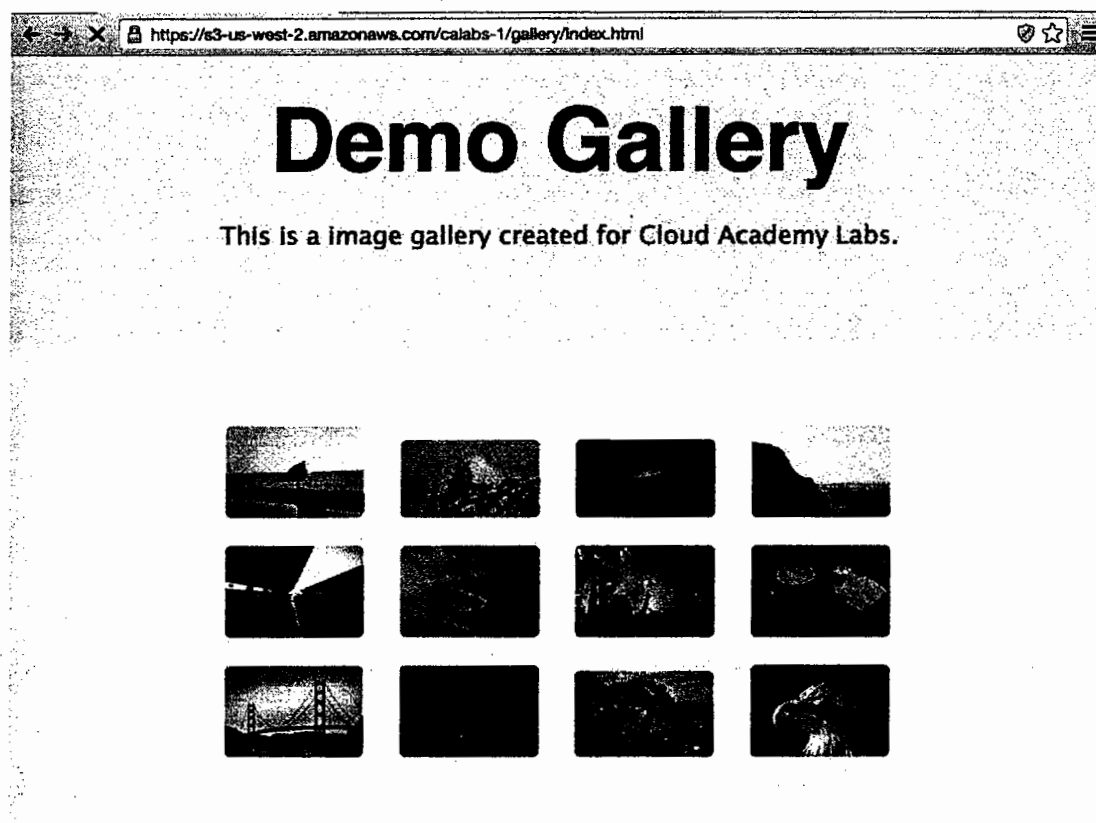 https://s3-us-west-2.amazonaws.com/calabs-1/gallery/index.html
Demo Gallery
This is a image gallery created for Cloud Academy Labs.